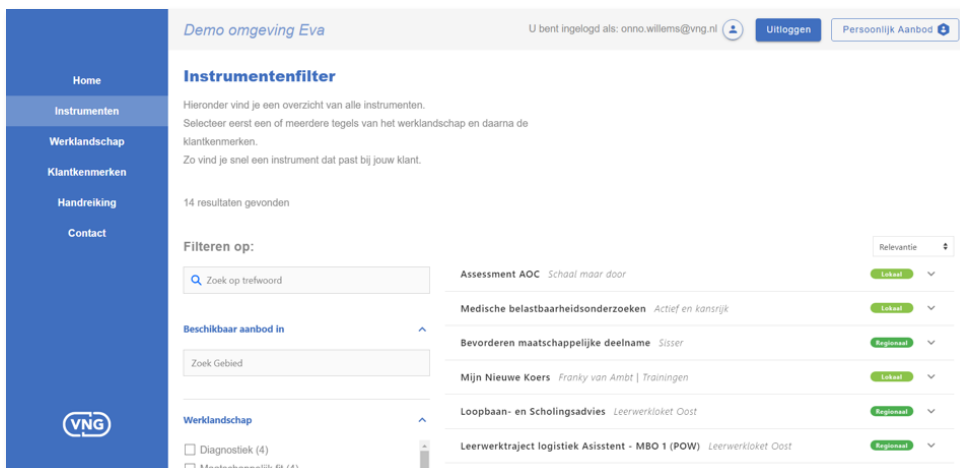 Demo omgeving Eva
U bent ingelogd als: onno.willems@vng.nl
Uitloggen
Persoonlijk Aanbod
Home
Instrumenten
Werklandschap
Klantkenmerken
Handreiking
Contact
VNG
Instrumentenfilter
Hieronder vind je een overzicht van alle instrumenten.
Selecteer eerst een of meerdere tegels van het werklandschap en daarna de
klantkenmerken.
Zo vind je snel een instrument dat past bij jouw klant.
14 resultaten gevonden
Filteren op:
Zoek op trefwoord
Beschikbaar aanbod in
Zoek Gebied
Werklandschap
Diagnostiek (4)
Maatschappelijk fit (4)
Relevantie
Assessment AOC Schaal maar door Lokaal
Medische belastbaarheidsonderzoeken Actief en kansrijk Lokaal
Bevorderen maatschappelijke deelname Sisser Regionaal
Mijn Nieuwe Koers Franky van Ambt | Trainingen Lokaal
Loopbaan- en Scholingsadvies Leerwerkloket Oost Regionaal
Leerwerktraject logistiek Asisstent - MBO 1 (POW) Leerwerkloket Oost Regionaal